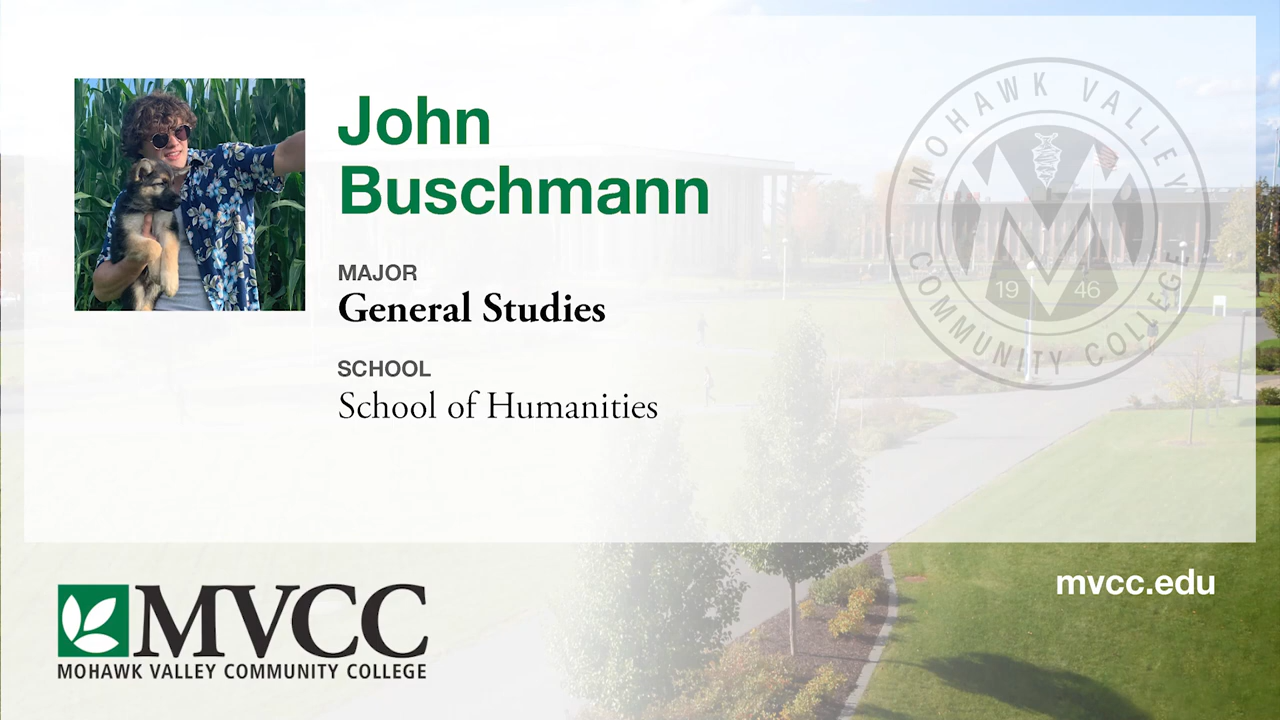 John
Buschmann
MAJOR
General Studies
SCHOOL
School of Humanities
MOHAWK VALLEY
COMMUNITY COLLEGE
19 46
mvcc.edu
MVCC
MOHAWK VALLEY COMMUNITY COLLEGE